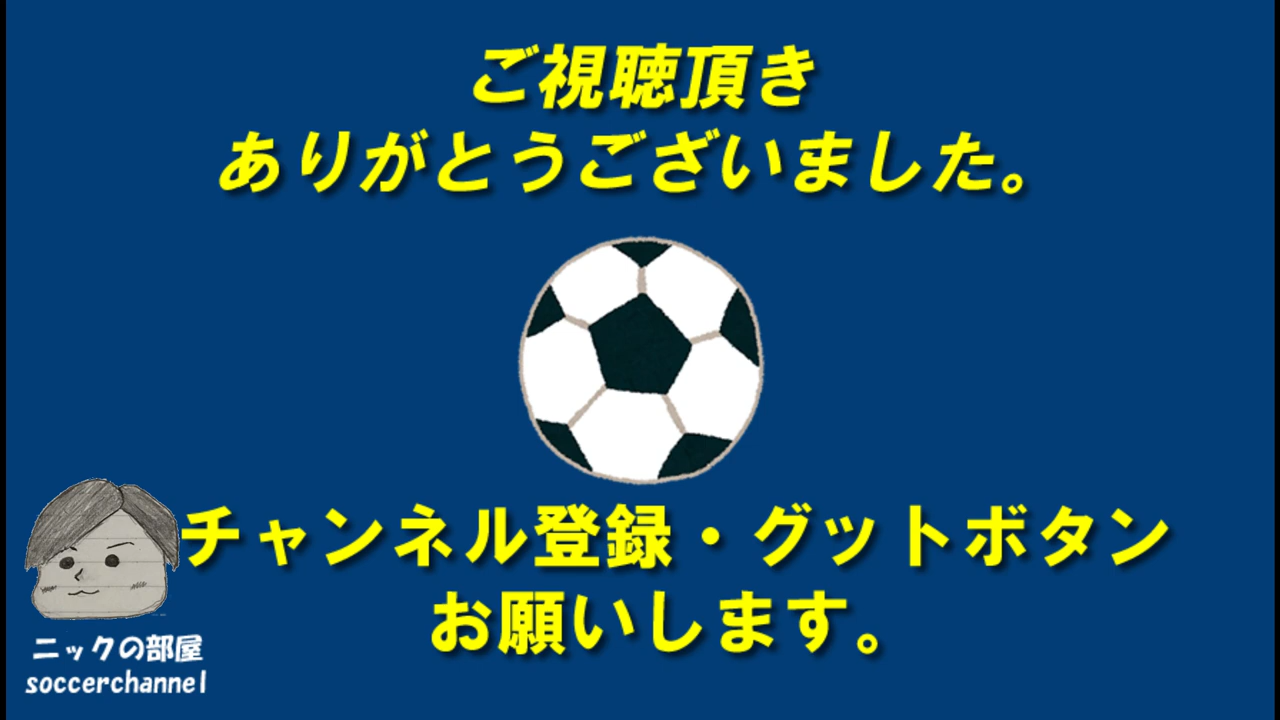 ご視聴頂き
ありがとうございました。
チャンネル登録・グットボタン
お願いします。
ニックの部屋
soccerchannel